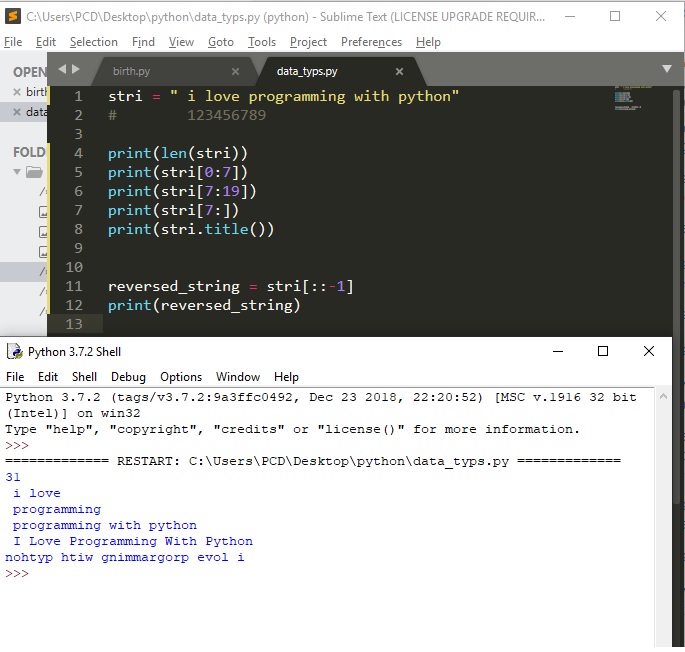 C:\Users\PCD\Desktop\python\data_typs.py (python) - Sublime Text (LICENSE UPGRADE REQUIR...
File Edit Selection Find View Goto Tools Project Preferences Help
OPEN
birth.py × data_typs.py ×
× birth
× data
FOLD
1 stri = " i love programming with python"
2 # 123456789
3
4 print(len(stri))
5 print(stri[0:7])
6 print(stri[7:19])
7 print(stri[7:])
8 print(stri.title())
9
10
11 reversed_string = stri[::-1]
12 print(reversed_string)
13
Python 3.7.2 Shell
File Edit Shell Debug Options Window Help
Python 3.7.2 (tags/v3.7.2:9a3ffc0492, Dec 23 2018, 22:20:52) [MSC v.1916 32 bit
(Intel)] on win32
Type "help", "copyright", "credits" or "license()" for more information.
>>>
============= RESTART: C:\Users\PCD\Desktop\python\data_typs.py =============
31
 i love
 programming
 programming with python
 I Love Programming With Python
nohtyp htiw gnimmargorp evol i
>>>